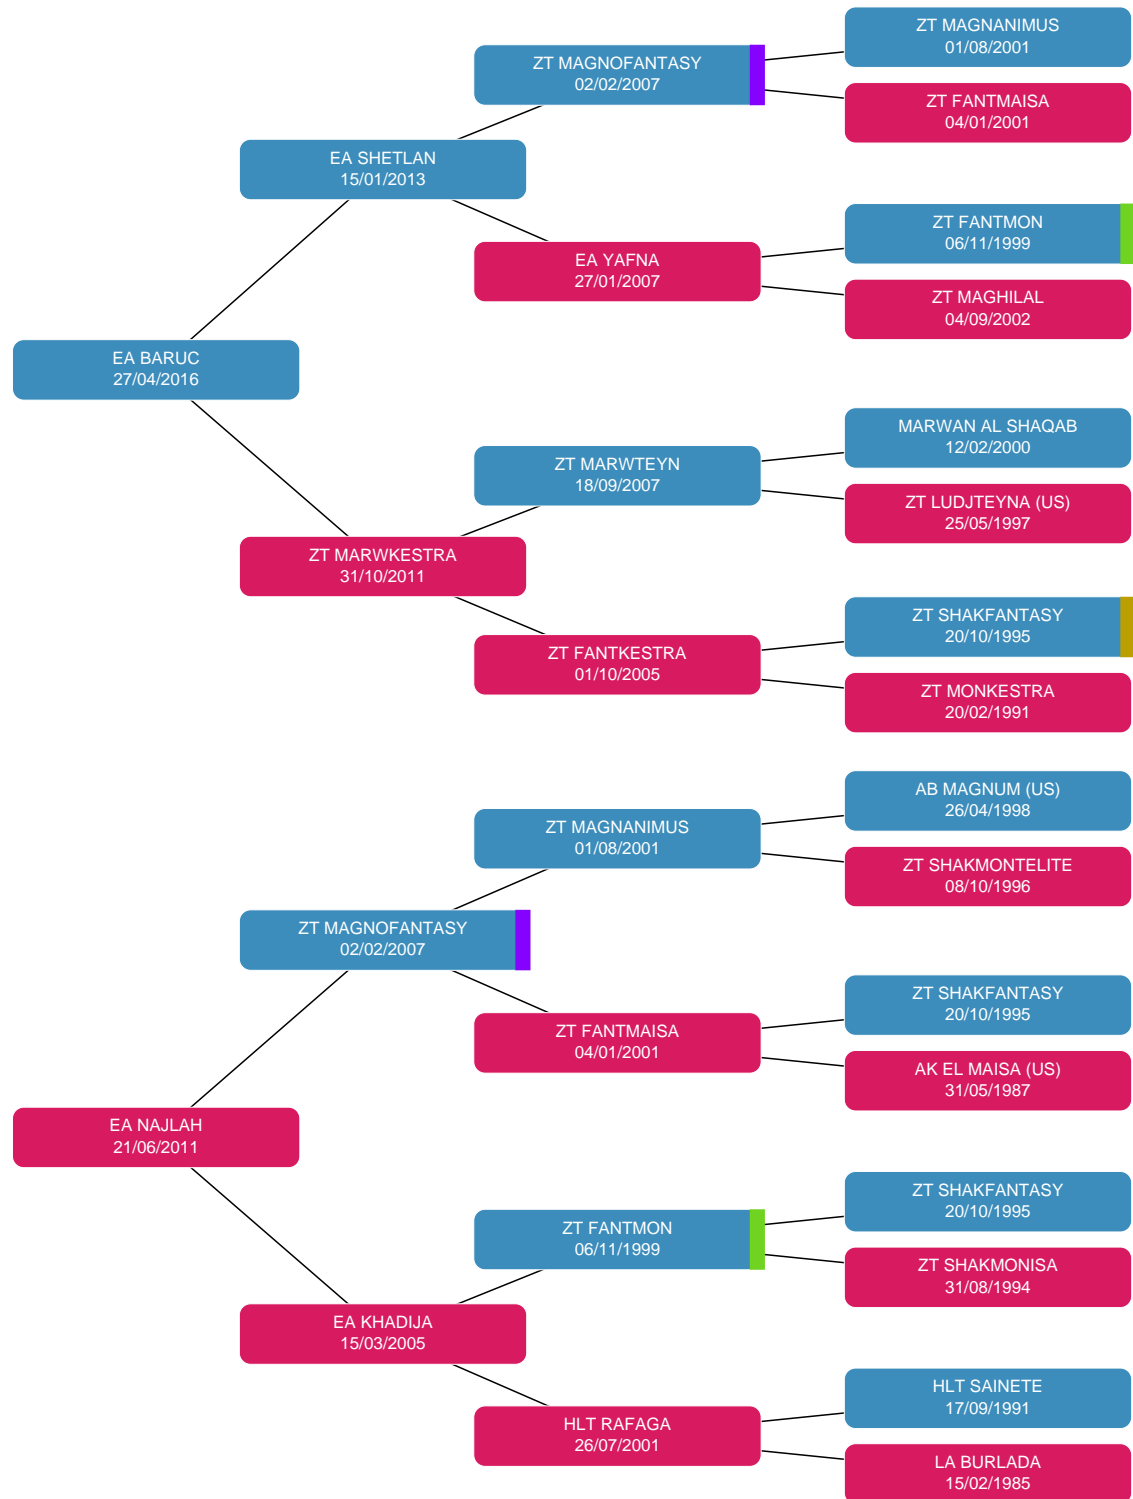 ZT MAGNANIMUS
01/08/2001
ZT MAGNOFANTASY
02/02/2007
ZT FANTMAISA
04/01/2001
EA SHETLAN
15/01/2013
ZT FANTMON
06/11/1999
EA YAFNA
27/01/2007
ZT MAGHILAL
04/09/2002
EA BARUC
27/04/2016
MARWAN AL SHAQAB
12/02/2000
ZT MARWTEYN
18/09/2007
ZT LUDJTEYNA (US)
25/05/1997
ZT MARWKESTRA
31/10/2011
ZT SHAKFANTASY
20/10/1995
ZT FANTKESTRA
01/10/2005
ZT MONKESTRA
20/02/1991
AB MAGNUM (US)
26/04/1998
ZT MAGNANIMUS
01/08/2001
ZT SHAKMONTELITE
08/10/1996
ZT MAGNOFANTASY
02/02/2007
ZT SHAKFANTASY
20/10/1995
ZT FANTMAISA
04/01/2001
AK EL MAISA (US)
31/05/1987
EA NAJLAH
21/06/2011
ZT SHAKFANTASY
20/10/1995
ZT FANTMON
06/11/1999
ZT SHAKMONISA
31/08/1994
EA KHADIJA
15/03/2005
HLT SAINETE
17/09/1991
HLT RAFAGA
26/07/2001
LA BURLADA
15/02/1985